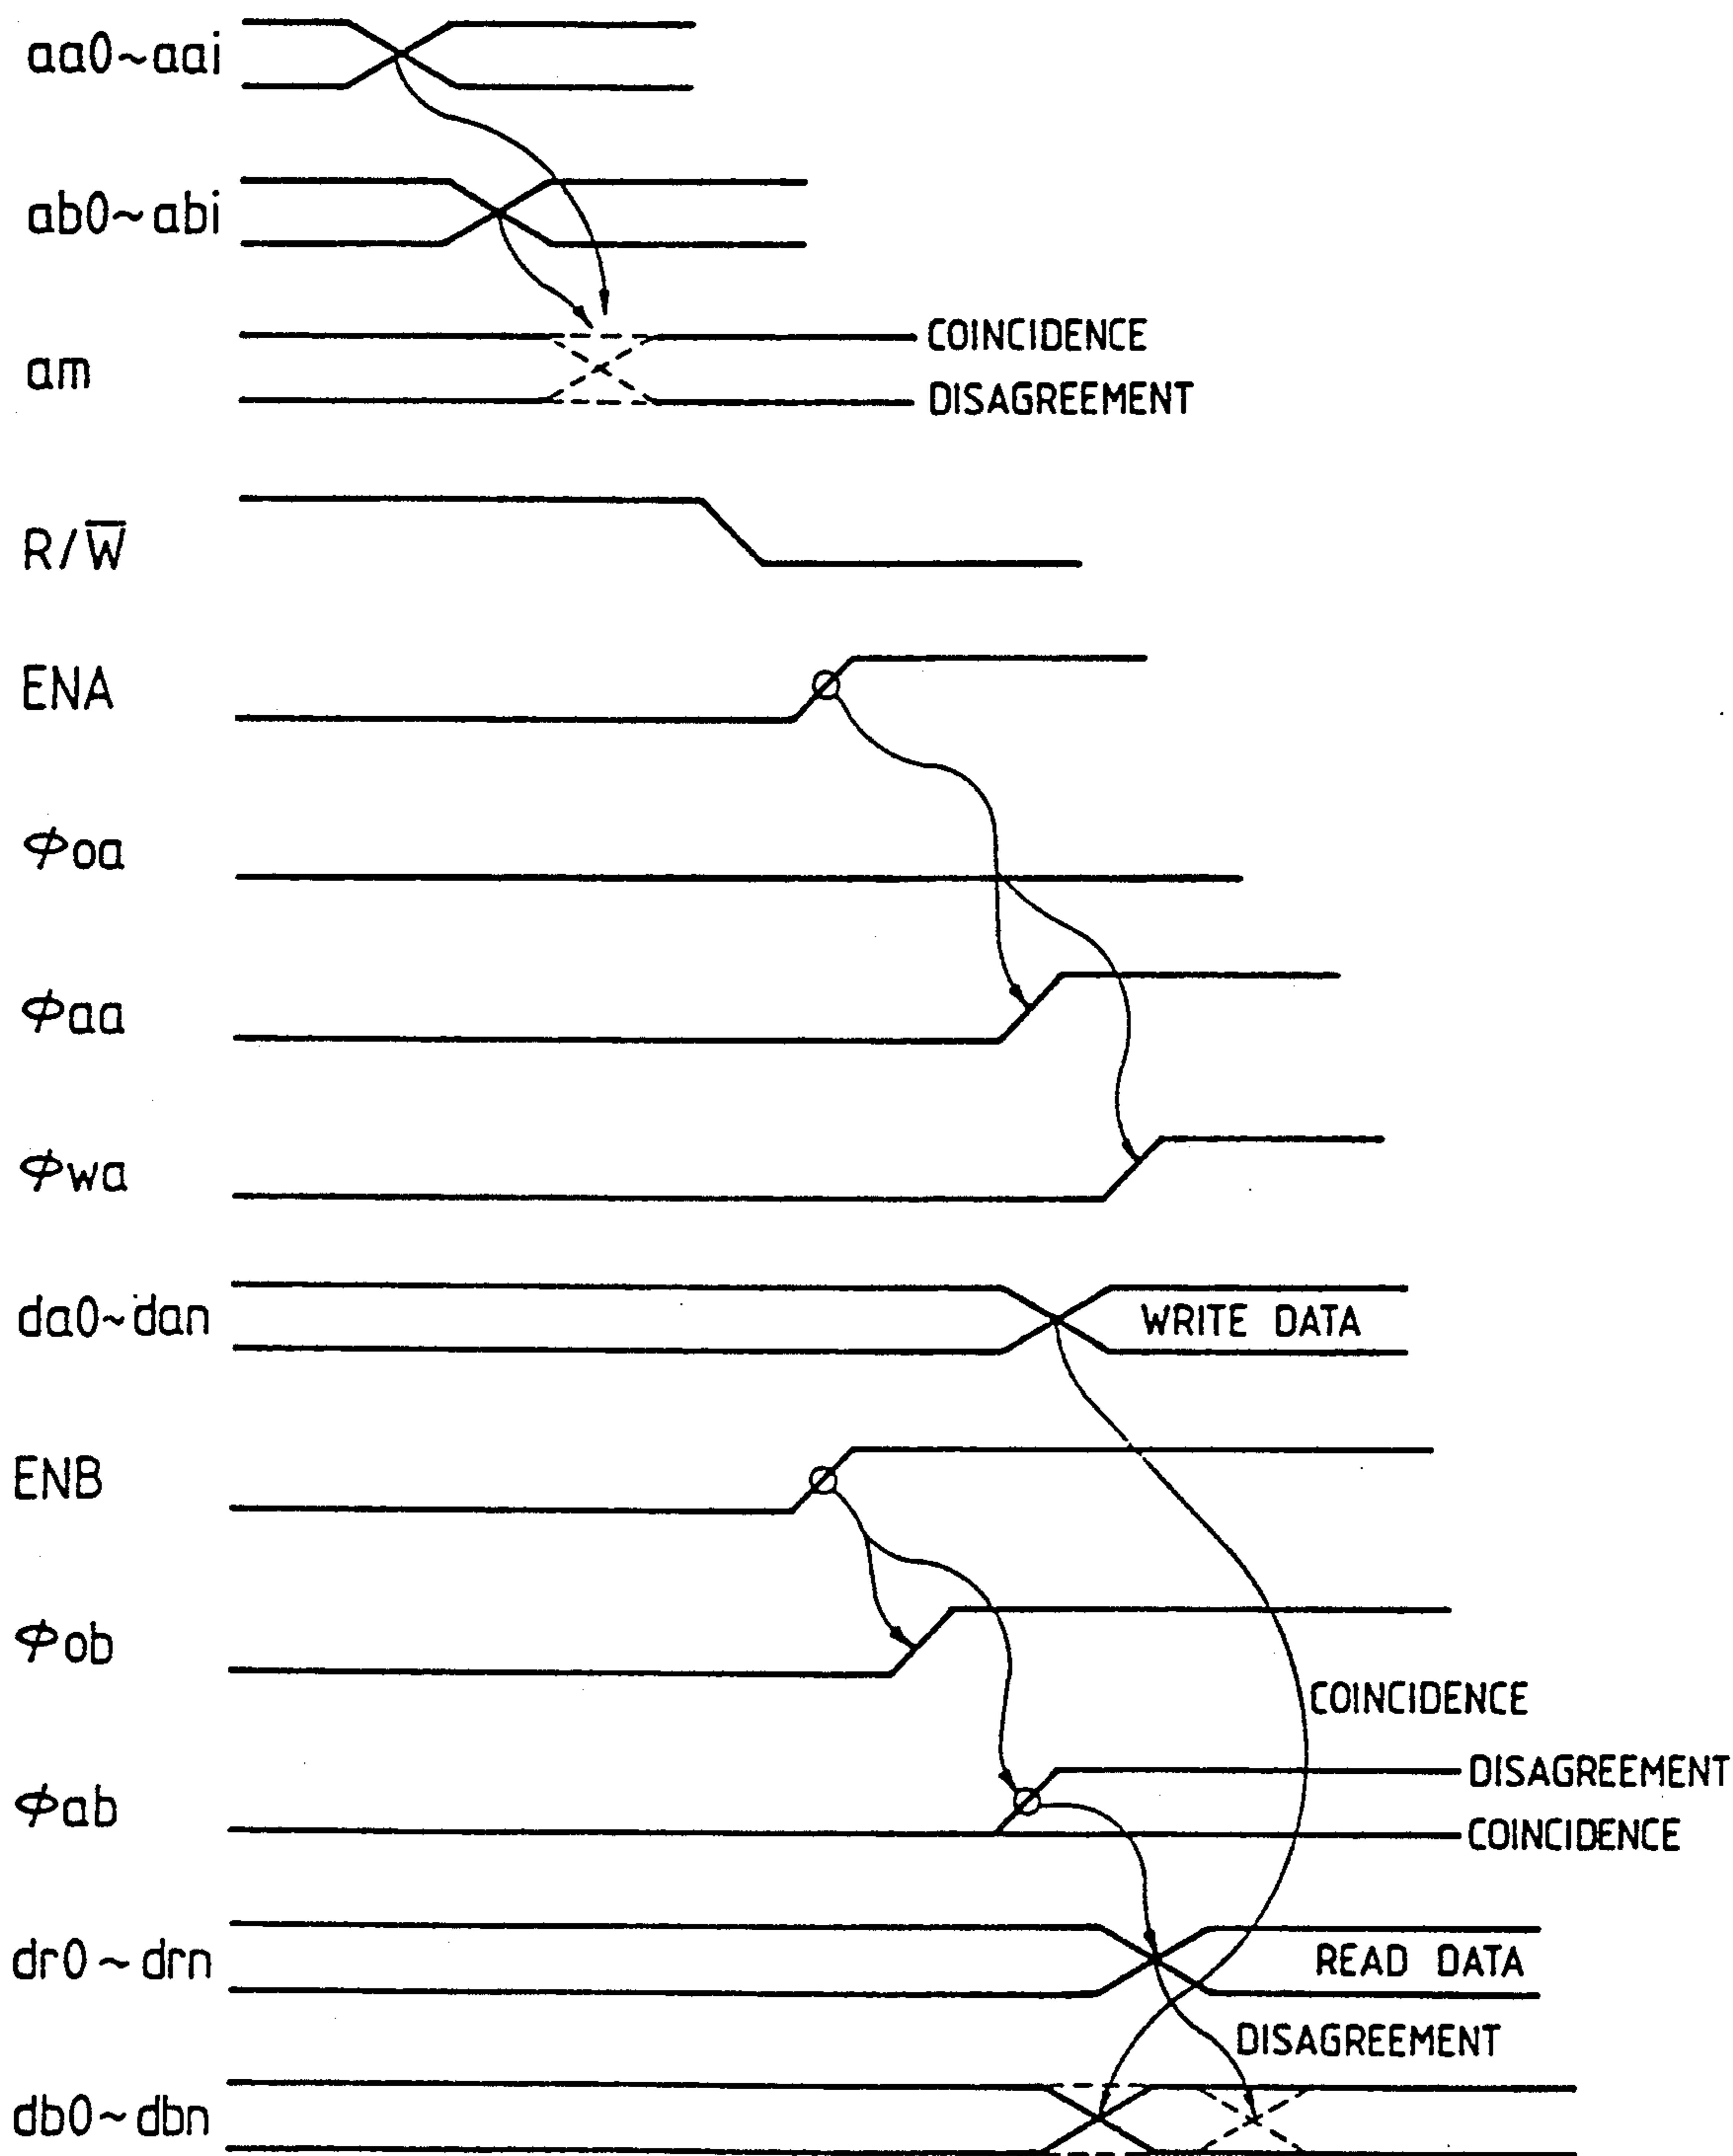 aa0~aai
ab0~abi
am
COINCIDENCE
DISAGREEMENT
R/W̅
ENA
ϕoa
ϕaa
ϕwa
da0~dan
WRITE DATA
ENB
ϕob
COINCIDENCE
DISAGREEMENT
ϕab
COINCIDENCE
dr0~drn
READ DATA
DISAGREEMENT
db0~dbn